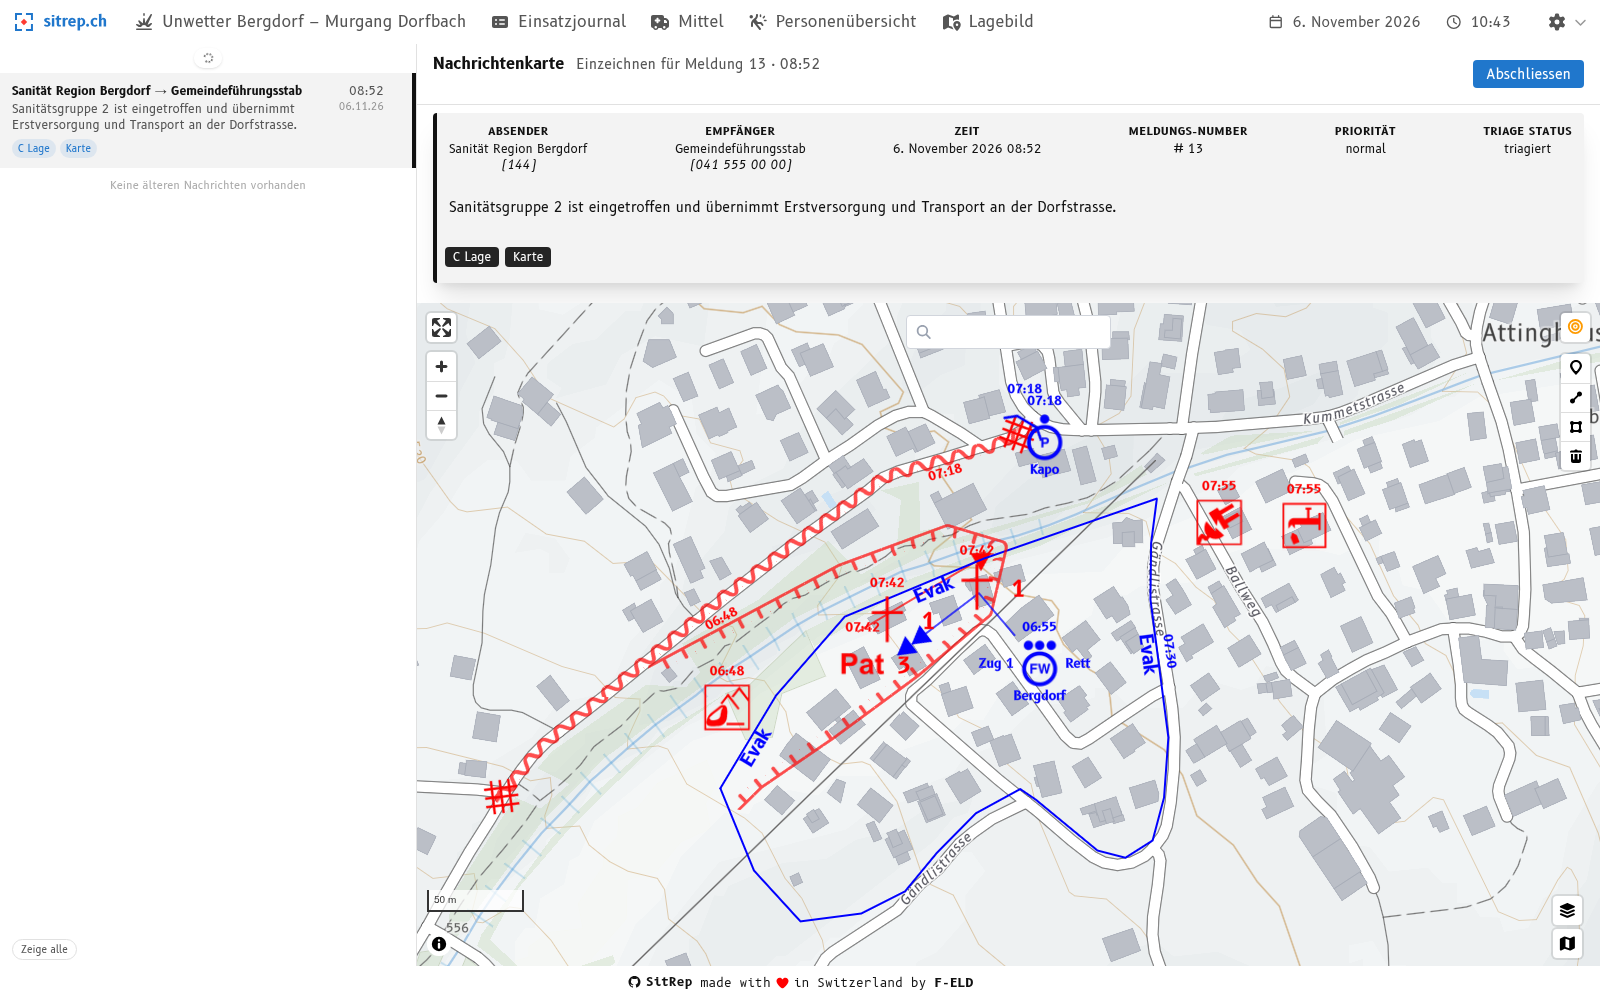 sitrep.ch
Unwetter Bergdorf – Murgang Dorfbach
Einsatzjournal
Mittel
Personenübersicht
Lagebild
6. November 2026
10:43
Sanität Region Bergdorf → Gemeindeführungsstab
08:52
Sanitätsgruppe 2 ist eingetroffen und übernimmt
06.11.26
Erstversorgung und Transport an der Dorfstrasse.
C Lage
Karte
Keine älteren Nachrichten vorhanden
Zeige alle
Nachrichtenkarte
Einzeichnen für Meldung 13 · 08:52
Abschliessen
ABSENDER
EMPFÄNGER
ZEIT
MELDUNGS-NUMBER
PRIORITÄT
TRIAGE STATUS
Sanität Region Bergdorf
Gemeindeführungsstab
6. November 2026 08:52
# 13
normal
triagiert
[144]
[041 555 00 00]
Sanitätsgruppe 2 ist eingetroffen und übernimmt Erstversorgung und Transport an der Dorfstrasse.
C Lage
Karte
Kummetstrasse
07:18
07:18
P
Kapo
07:18
07:55
07:55
Gandlistrasse
Ballweg
07:42
07:42
Evak
1
07:42
1
06:48
06:55
Pat
3
Zug 1
FW
Rett
Bergdorf
Evak
07:30
06:48
Evak
Gandlistrasse
50 m
556
SitRep made with in Switzerland by F-ELD